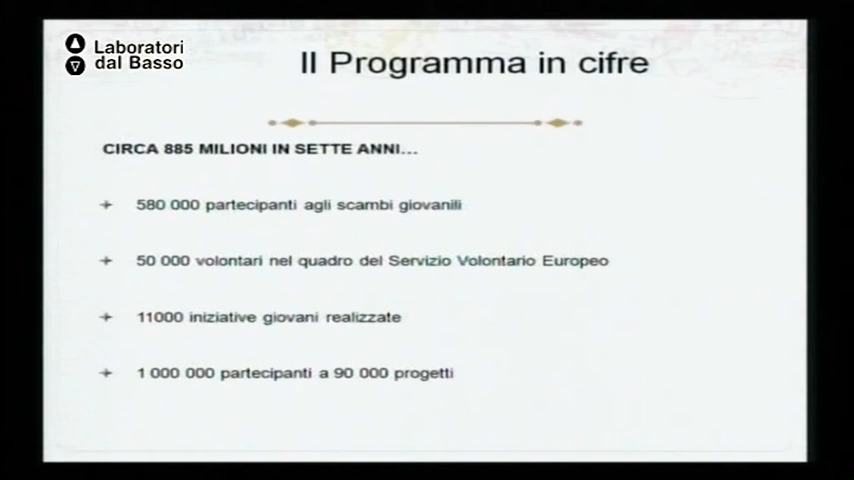 Laboratori
dal Basso
Il Programma in cifre
CIRCA 885 MILIONI IN SETTE ANNI...
580 000 partecipanti agli scambi giovanili
50 000 volontari nel quadro del Servizio Volontario Europeo
11000 iniziative giovani realizzate
1 000 000 partecipanti a 90 000 progetti